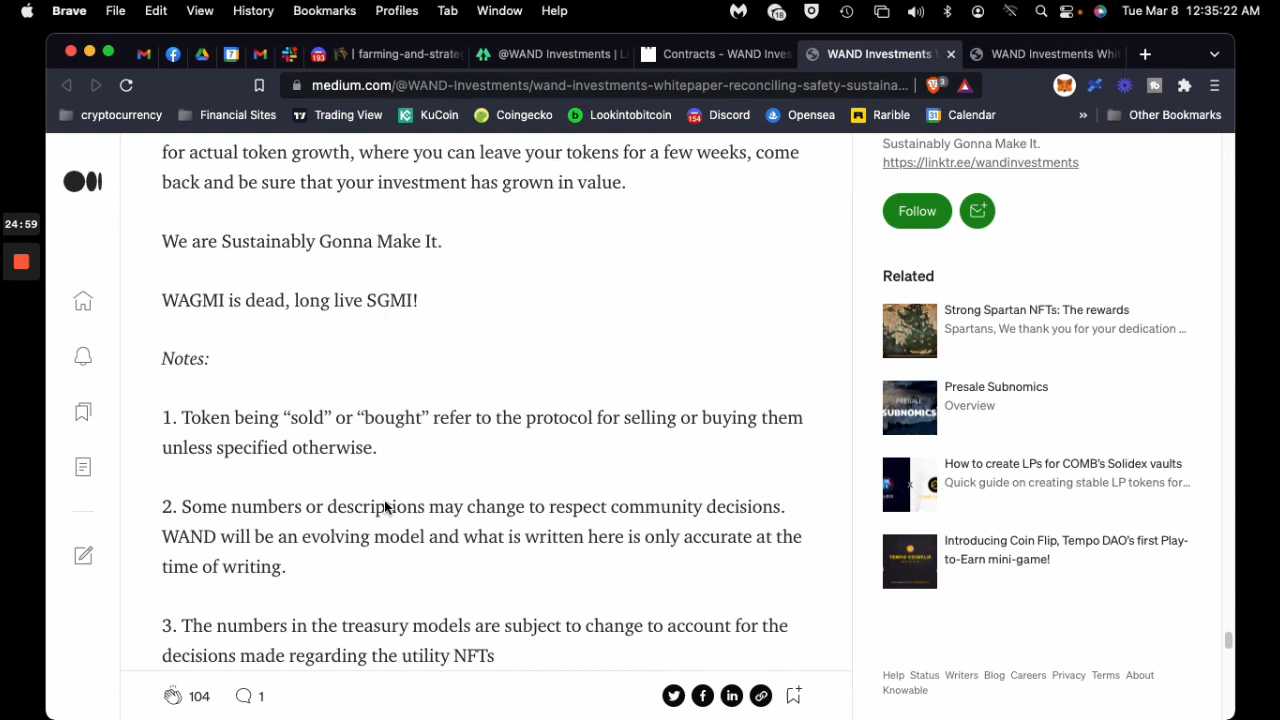 Brave File Edit View History Bookmarks Profiles Tab Window Help 18 Tue Mar 8 12:35:22 AM
193 | farming-and-strate @WAND Investments | L Contracts - WAND Inves WAND Investments WAND Investments Whi
medium.com/@WAND-Investments/wand-investments-whitepaper-reconciling-safety-sustaina... 3
cryptocurrency Financial Sites Trading View KuCoin Coingecko Lookintobitcoin 154 Discord Opensea Rarible 31 Calendar » Other Bookmarks
24:59
for actual token growth, where you can leave your tokens for a few weeks, come
back and be sure that your investment has grown in value.
We are Sustainably Gonna Make It.
WAGMI is dead, long live SGMI!
Notes:
1. Token being “sold” or “bought” refer to the protocol for selling or buying them
unless specified otherwise.
2. Some numbers or descriptions may change to respect community decisions.
WAND will be an evolving model and what is written here is only accurate at the
time of writing.
3. The numbers in the treasury models are subject to change to account for the
decisions made regarding the utility NFTs
104 1
Sustainably Gonna Make It.
https://linktr.ee/wandinvestments
Follow
Related
Strong Spartan NFTs: The rewards
Spartans, We thank you for your dedication ...
PRESALE
SUBNOMICS
Presale Subnomics
Overview
How to create LPs for COMB’s Solidex vaults
Quick guide on creating stable LP tokens for...
TEMPO COINFLIP
Introducing Coin Flip, Tempo DAO’s first Play-
to-Earn mini-game!
Help Status Writers Blog Careers Privacy Terms About
Knowable